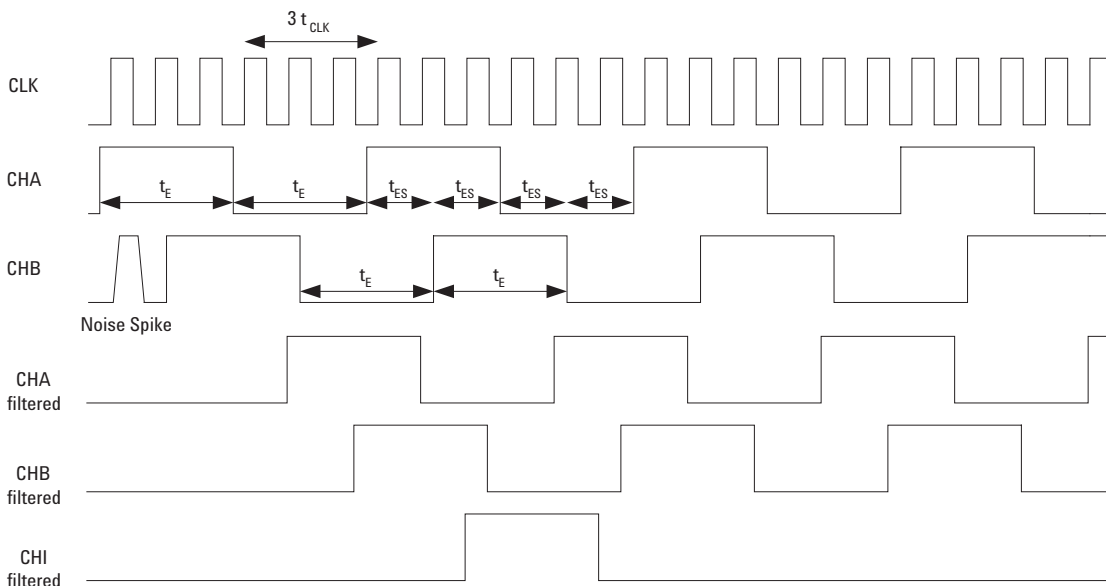 3 tCLK
CLK
CHA
tE
tE
tES
tES
tES
tES
CHB
tE
tE
Noise Spike
CHA
filtered
CHB
filtered
CHI
filtered